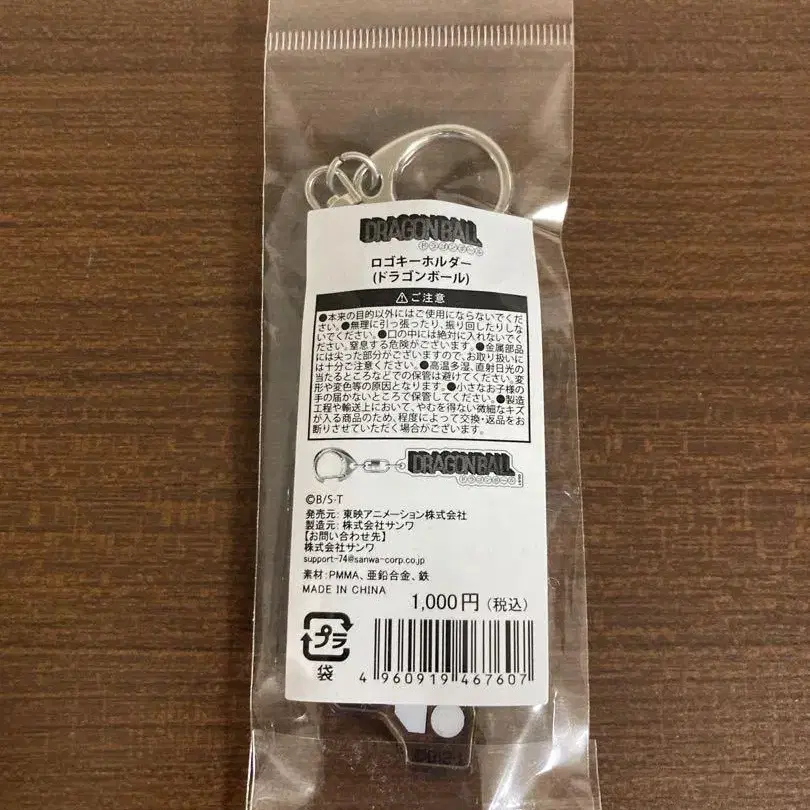 DRAGON BALL
ドラゴンボール
ロゴキーホルダー
(ドラゴンボール)
⚠ご注意
●本来の目的以外にはご使用にならないでくだ
さい。●無理に引っ張ったり、振り回したりしな
いでください。●口の中には絶対に入れないでく
ださい。窒息する危険がございます。●金属部品
には尖った部分がございますので、お取り扱いに
は十分ご注意ください。●高温多湿、直射日光の
当たるところなどでの保管は避けてください。変
形や変色等の原因となります。●小さなお子様の
手の届かないところで保管してください。●製造
工程や輸送上において、やむを得ない微細なキズ
が入る商品のため、程度によって交換・返品をお
断りさせていただく場合がございます。
DRAGON BALL
ドラゴンボール
©B/S・T
発売元: 東映アニメーション株式会社
製造元: 株式会社サンワ
【お問い合わせ先】
株式会社サンワ
support-74@sanwa-corp.co.jp
素材:PMMA、亜鉛合金、鉄
MADE IN CHINA
1,000円(税込)
プラ
袋
4 960919 467607